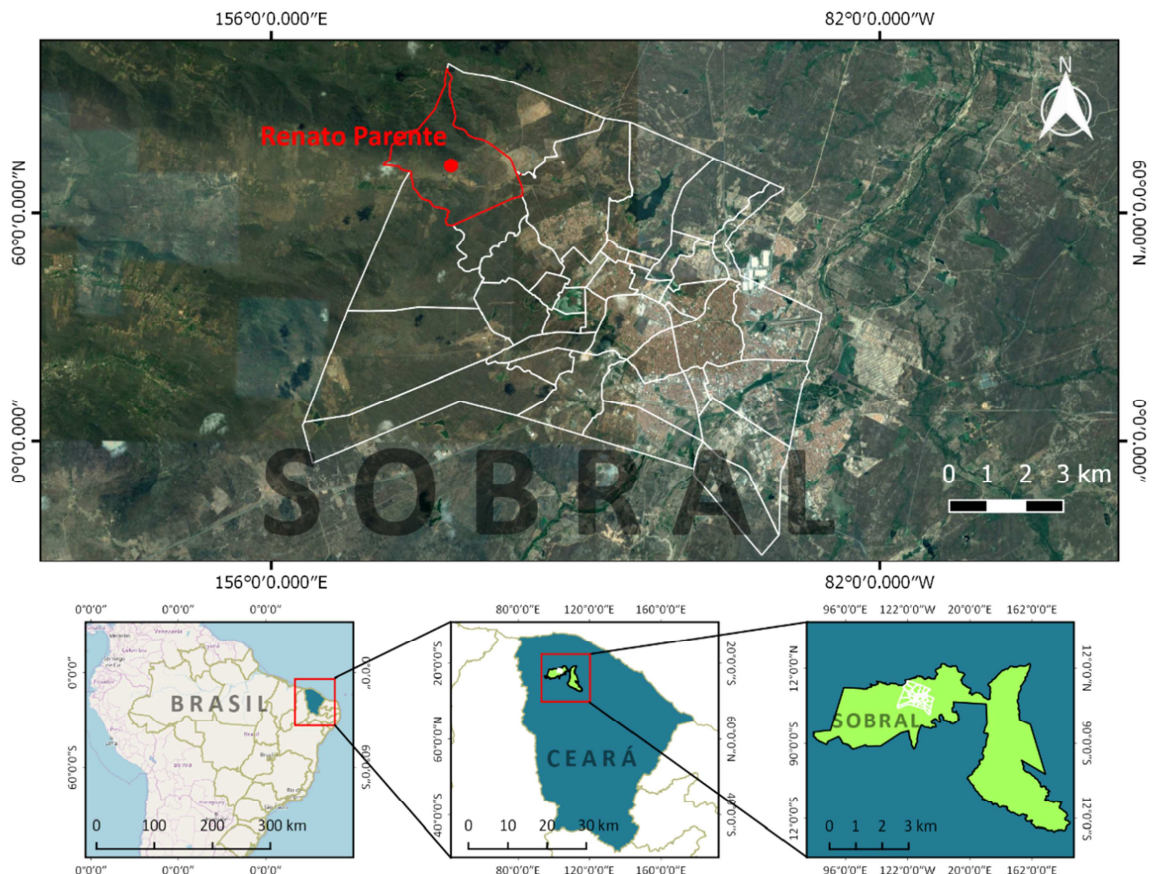 156°0'0.000"E 82°0'0.000"W
N
Renato Parente
60°0'0.000"N 60°0'0.000"N
0°0'0.000" 0°0'0.000"
SOBRAL
0 1 2 3 km
156°0'0.000"E 82°0'0.000"W
0°0'0" 0°0'0" 0°0'0"
0°0'0" 0°0'0"
60°0'0"S 60°0'0"S
BRASIL
0 100 200 300 km
0°0'0" 0°0'0" 0°0'0"
80°0'0"E 120°0'0"E 160°0'0"E
20°0'0"S 20°0'0"S
60°0'0"N 60°0'0"N
40°0'0"S 40°0'0"S
CEARÁ
0 10 20 30 km
80°0'0"E 120°0'0"E 160°0'0"E
96°0'0"E 122°0'0"W 20°0'0"E 162°0'0"E
12°0'0"N 12°0'0"N
SOBRAL
90°0'0"S 90°0'0"S
12°0'0"S 12°0'0"S
0 1 2 3 km
96°0'0"E 122°0'0"W 20°0'0"E 162°0'0"E